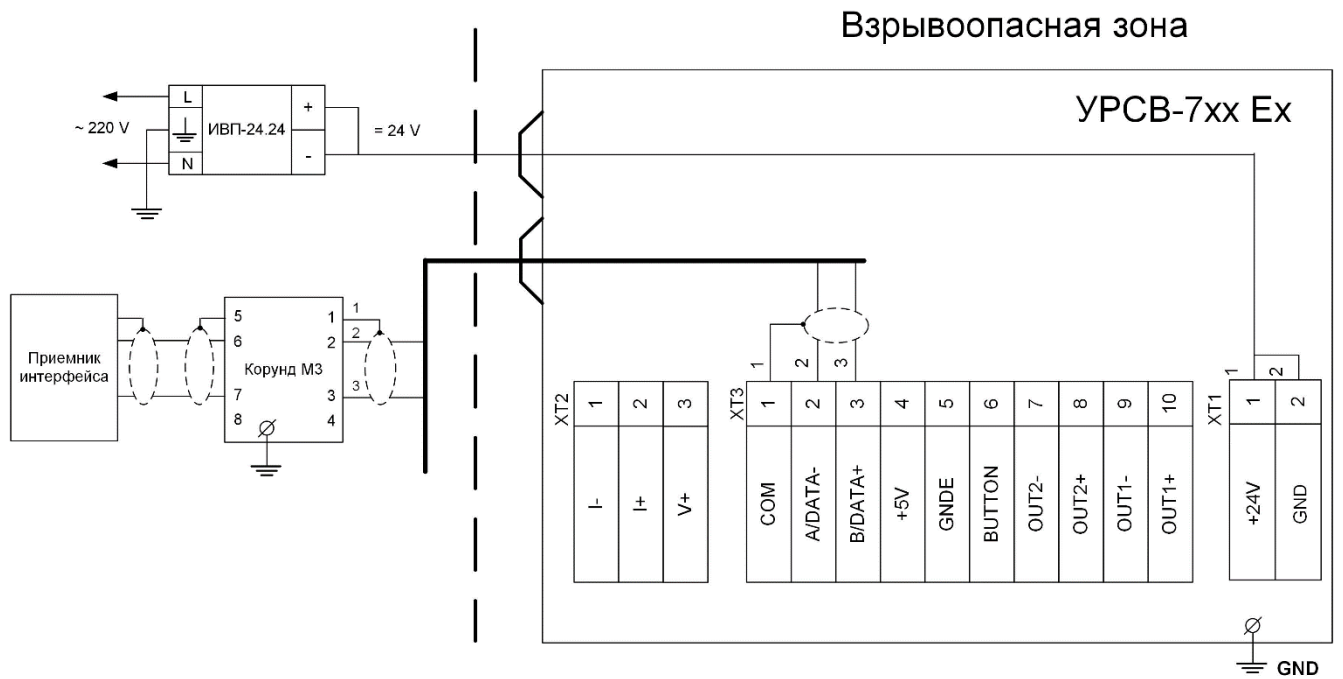 Взрывоопасная зона
УРСВ-7xx Ex
L
ИВП-24.24
+
~ 220 V
= 24 V
N
-
Приемник
интерфейса
5
6
7
8
Корунд М3
1
2
3
4
1
2
3
1
2
3
1
2
XT2
1
2
3
I-
I+
V+
XT3
1
2
3
4
5
6
7
8
9
10
COM
A/DATA-
B/DATA+
+5V
GNDE
BUTTON
OUT2-
OUT2+
OUT1-
OUT1+
XT1
1
2
+24V
GND
GND